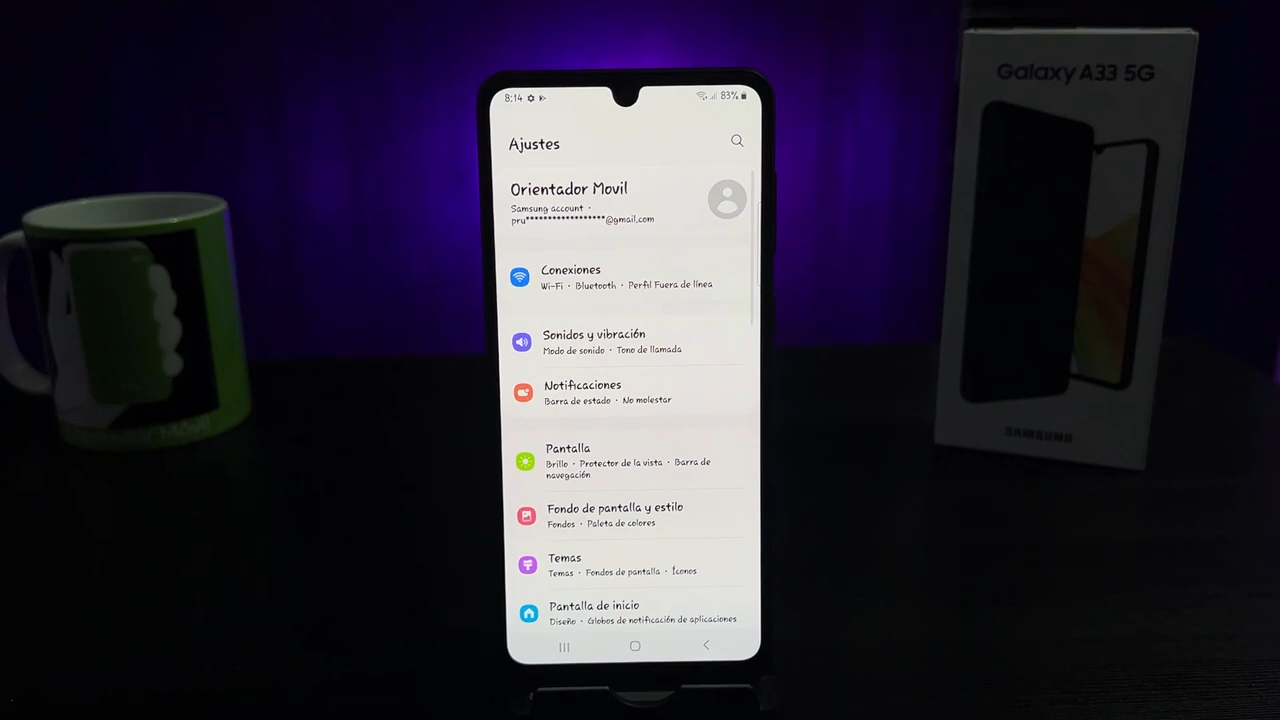 8:14
83%
Ajustes
Orientador Movil
Samsung account •
pru******************@gmail.com
Conexiones
Wi-Fi • Bluetooth • Perfil Fuera de línea
Sonidos y vibración
Modo de sonido • Tono de llamada
Notificaciones
Barra de estado • No molestar
Pantalla
Brillo • Protector de la vista • Barra de
navegación
Fondo de pantalla y estilo
Fondos • Paleta de colores
Temas
Temas • Fondos de pantalla • Íconos
Pantalla de inicio
Diseño • Globos de notificación de aplicaciones
Galaxy A33 5G
SAMSUNG